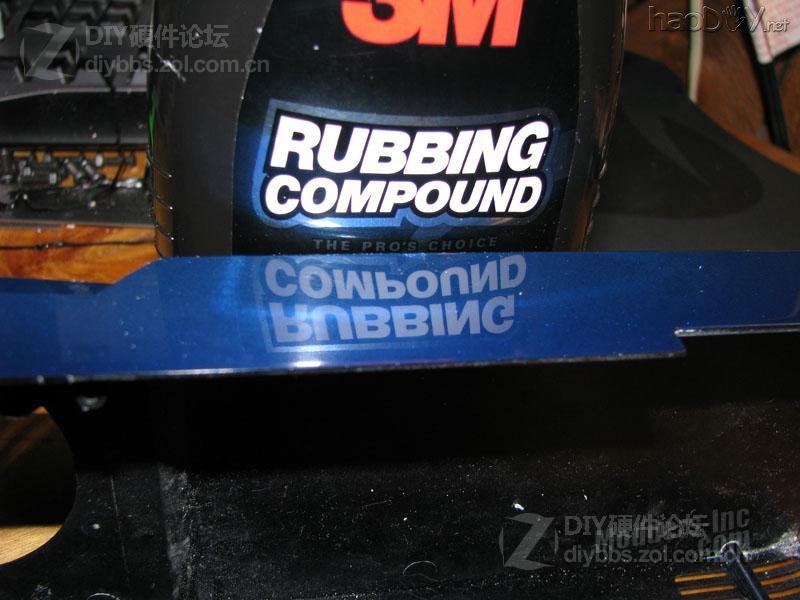 DIY硬件论坛
diybbs.zol.com.cn
haoDIY.net
3M
RUBBING
COMPOUND
THE PRO'S CHOICE
COMPOUND
RUBBING
DIY硬件论坛
diybbs.zol.com.cn
Inc